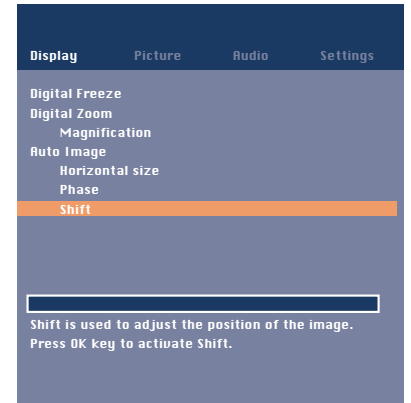 Display Picture Audio Settings
Digital Freeze
Digital Zoom
Magnification
Auto Image
Horizontal size
Phase
Shift
Shift is used to adjust the position of the image.
Press OK key to activate Shift.